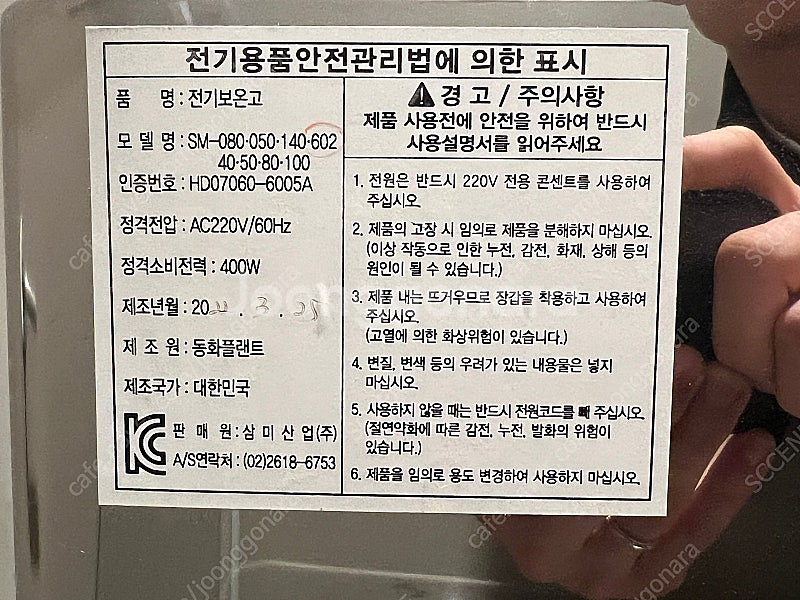 전기용품안전관리법에 의한 표시
품 명 : 전기보온고
모 델 명 : SM-080·050·140·602
40·50·80·100
인증번호 : HD07060-6005A
정격전압 : AC220V/60Hz
정격소비전력 : 400W
제조년월 : 2022. 3. 25
제 조 원 : 동화플랜트
제조국가 : 대한민국
판 매 원 : 삼미산업(주)
A/S연락처 : (02)2618-6753
경 고 / 주의사항
제품 사용전에 안전을 위하여 반드시
사용설명서를 읽어주세요
1. 전원은 반드시 220V 전용 콘센트를 사용하여
주십시오.
2. 제품의 고장 시 임의로 제품을 분해하지 마십시오.
(이상 작동으로 인한 누전, 감전, 화재, 상해 등의
원인이 될 수 있습니다.)
3. 제품 내는 뜨거우므로 장갑을 착용하고 사용하여
주십시오.
(고열에 의한 화상위험이 있습니다.)
4. 변질, 변색 등의 우려가 있는 내용물은 넣지
마십시오.
5. 사용하지 않을 때는 반드시 전원코드를 빼 주십시오.
(절연약화에 따른 감전, 누전, 발화의 위험이
있습니다.)
6. 제품을 임의로 용도 변경하여 사용하지 마십시오.
joonggonara